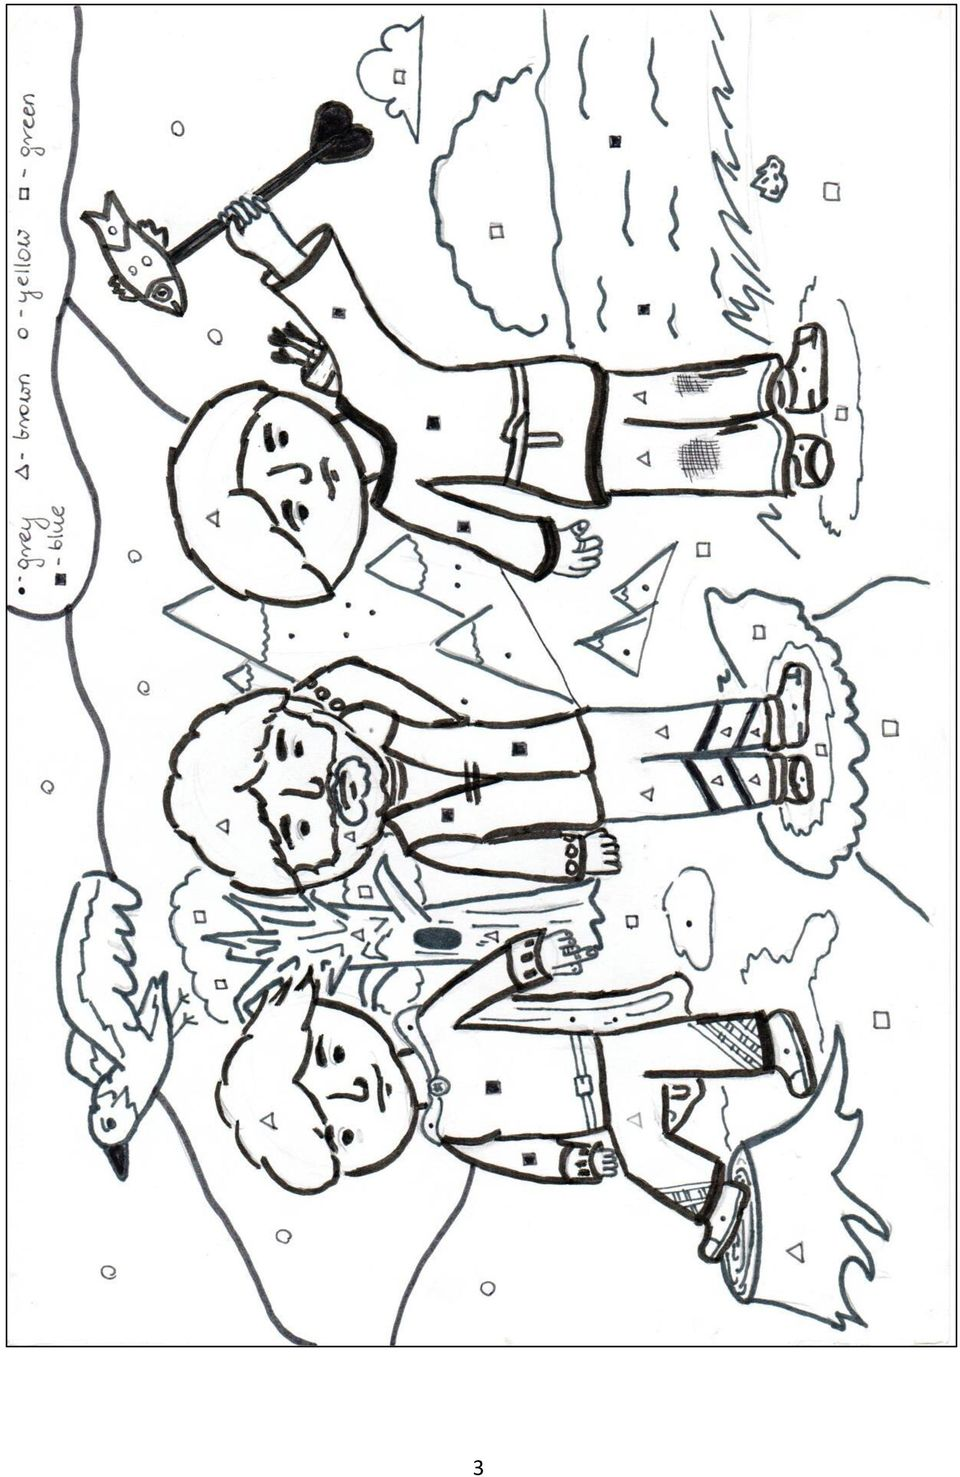 •-grey △-brown o-yellow □-green
■-blue
3